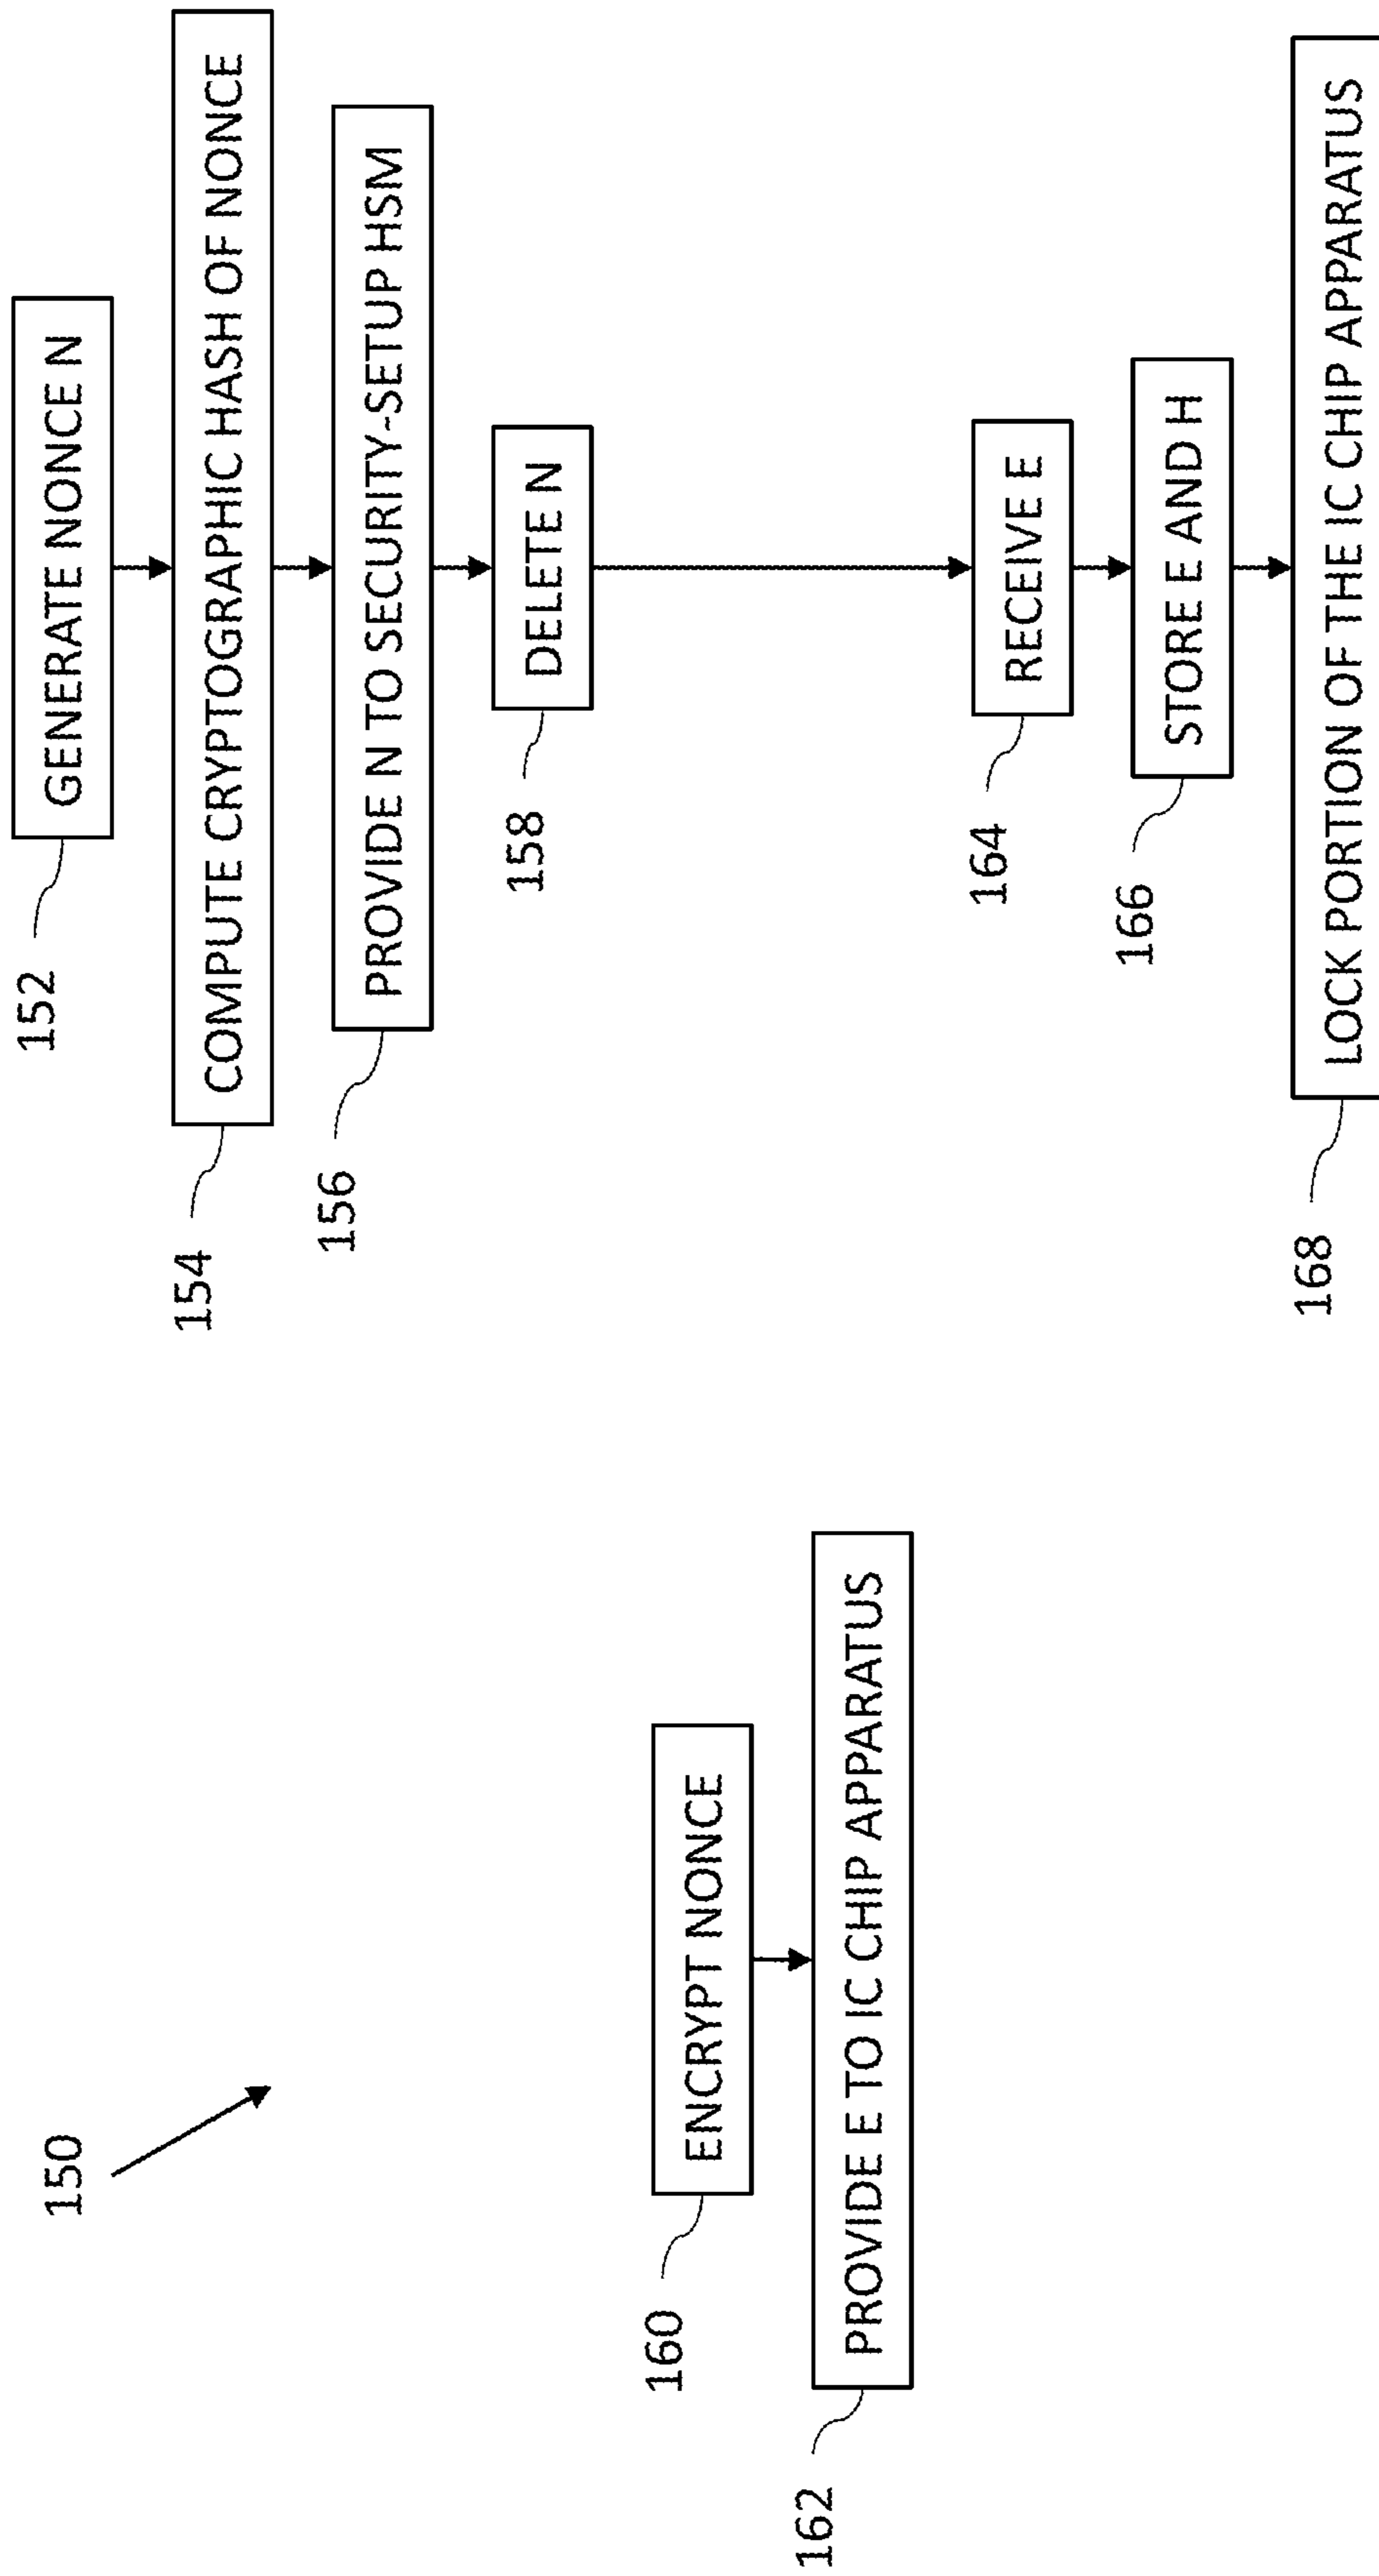 150
152
GENERATE NONCE N
154
COMPUTE CRYPTOGRAPHIC HASH OF NONCE
156
PROVIDE N TO SECURITY-SETUP HSM
158
DELETE N
160
ENCRYPT NONCE
162
PROVIDE E TO IC CHIP APPARATUS
164
RECEIVE E
166
STORE E AND H
168
LOCK PORTION OF THE IC CHIP APPARATUS